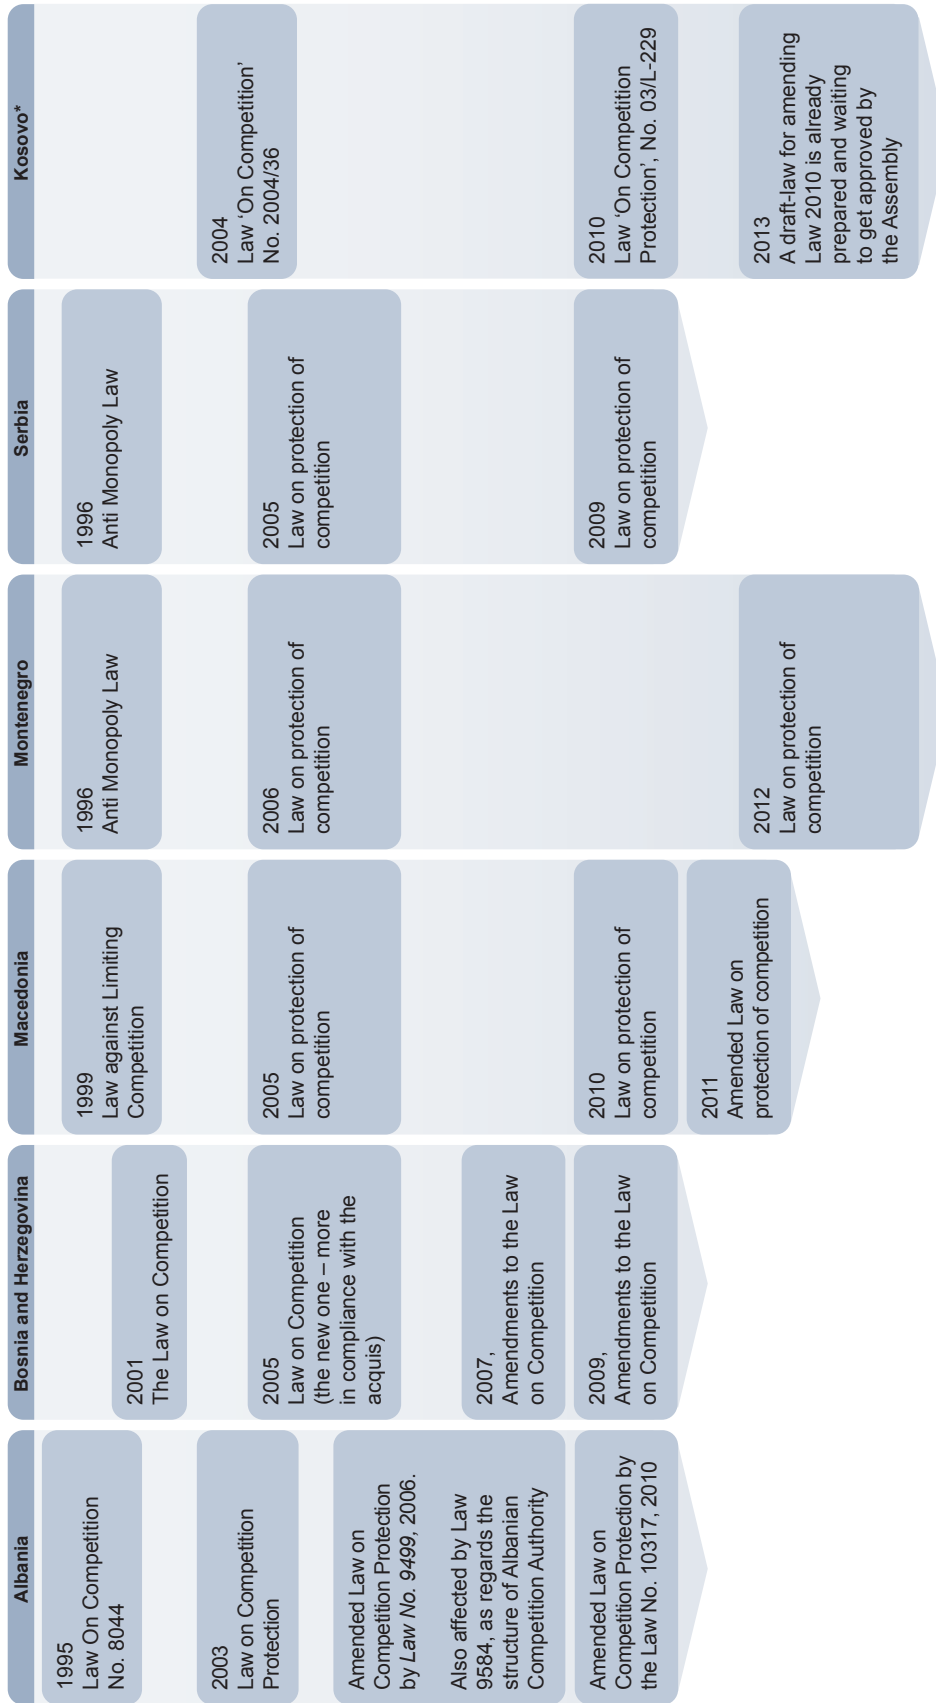 Albania
1995
Law On Competition
No. 8044
2003
Law on Competition
Protection
Amended Law on
Competition Protection
by Law No. 9499, 2006.
Also affected by Law
9584, as regards the
structure of Albanian
Competition Authority
Amended Law on
Competition Protection by
the Law No. 10317, 2010
Bosnia and Herzegovina
2001
The Law on Competition
2005
Law on Competition
(the new one – more
in compliance with the
acquis)
2007,
Amendments to the Law
on Competition
2009,
Amendments to the Law
on Competition
Macedonia
1999
Law against Limiting
Competition
2005
Law on protection of
competition
2010
Law on protection of
competition
2011
Amended Law on
protection of competition
Montenegro
1996
Anti Monopoly Law
2006
Law on protection of
competition
2012
Law on protection of
competition
Serbia
1996
Anti Monopoly Law
2005
Law on protection of
competition
2009
Law on protection of
competition
Kosovo*
2004
Law ‘On Competition’
No. 2004/36
2010
Law ‘On Competition
Protection’, No. 03/L-229
2013
A draft-law for amending
Law 2010 is already
prepared and waiting
to get approved by
the Assembly